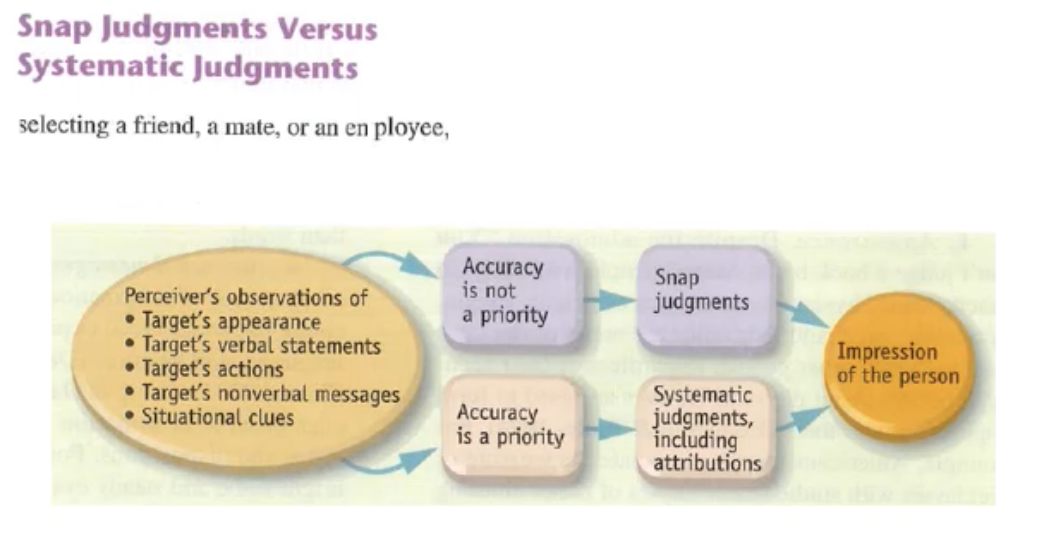 Snap Judgments Versus
Systematic Judgments
selecting a friend, a mate, or an en ployee,
Perceiver's observations of
• Target's appearance
• Target's verbal statements
• Target's actions
• Target's nonverbal messages
• Situational clues
Accuracy
is not
a priority
Snap
judgments
Accuracy
is a priority
Systematic
judgments,
including
attributions
Impression
of the person